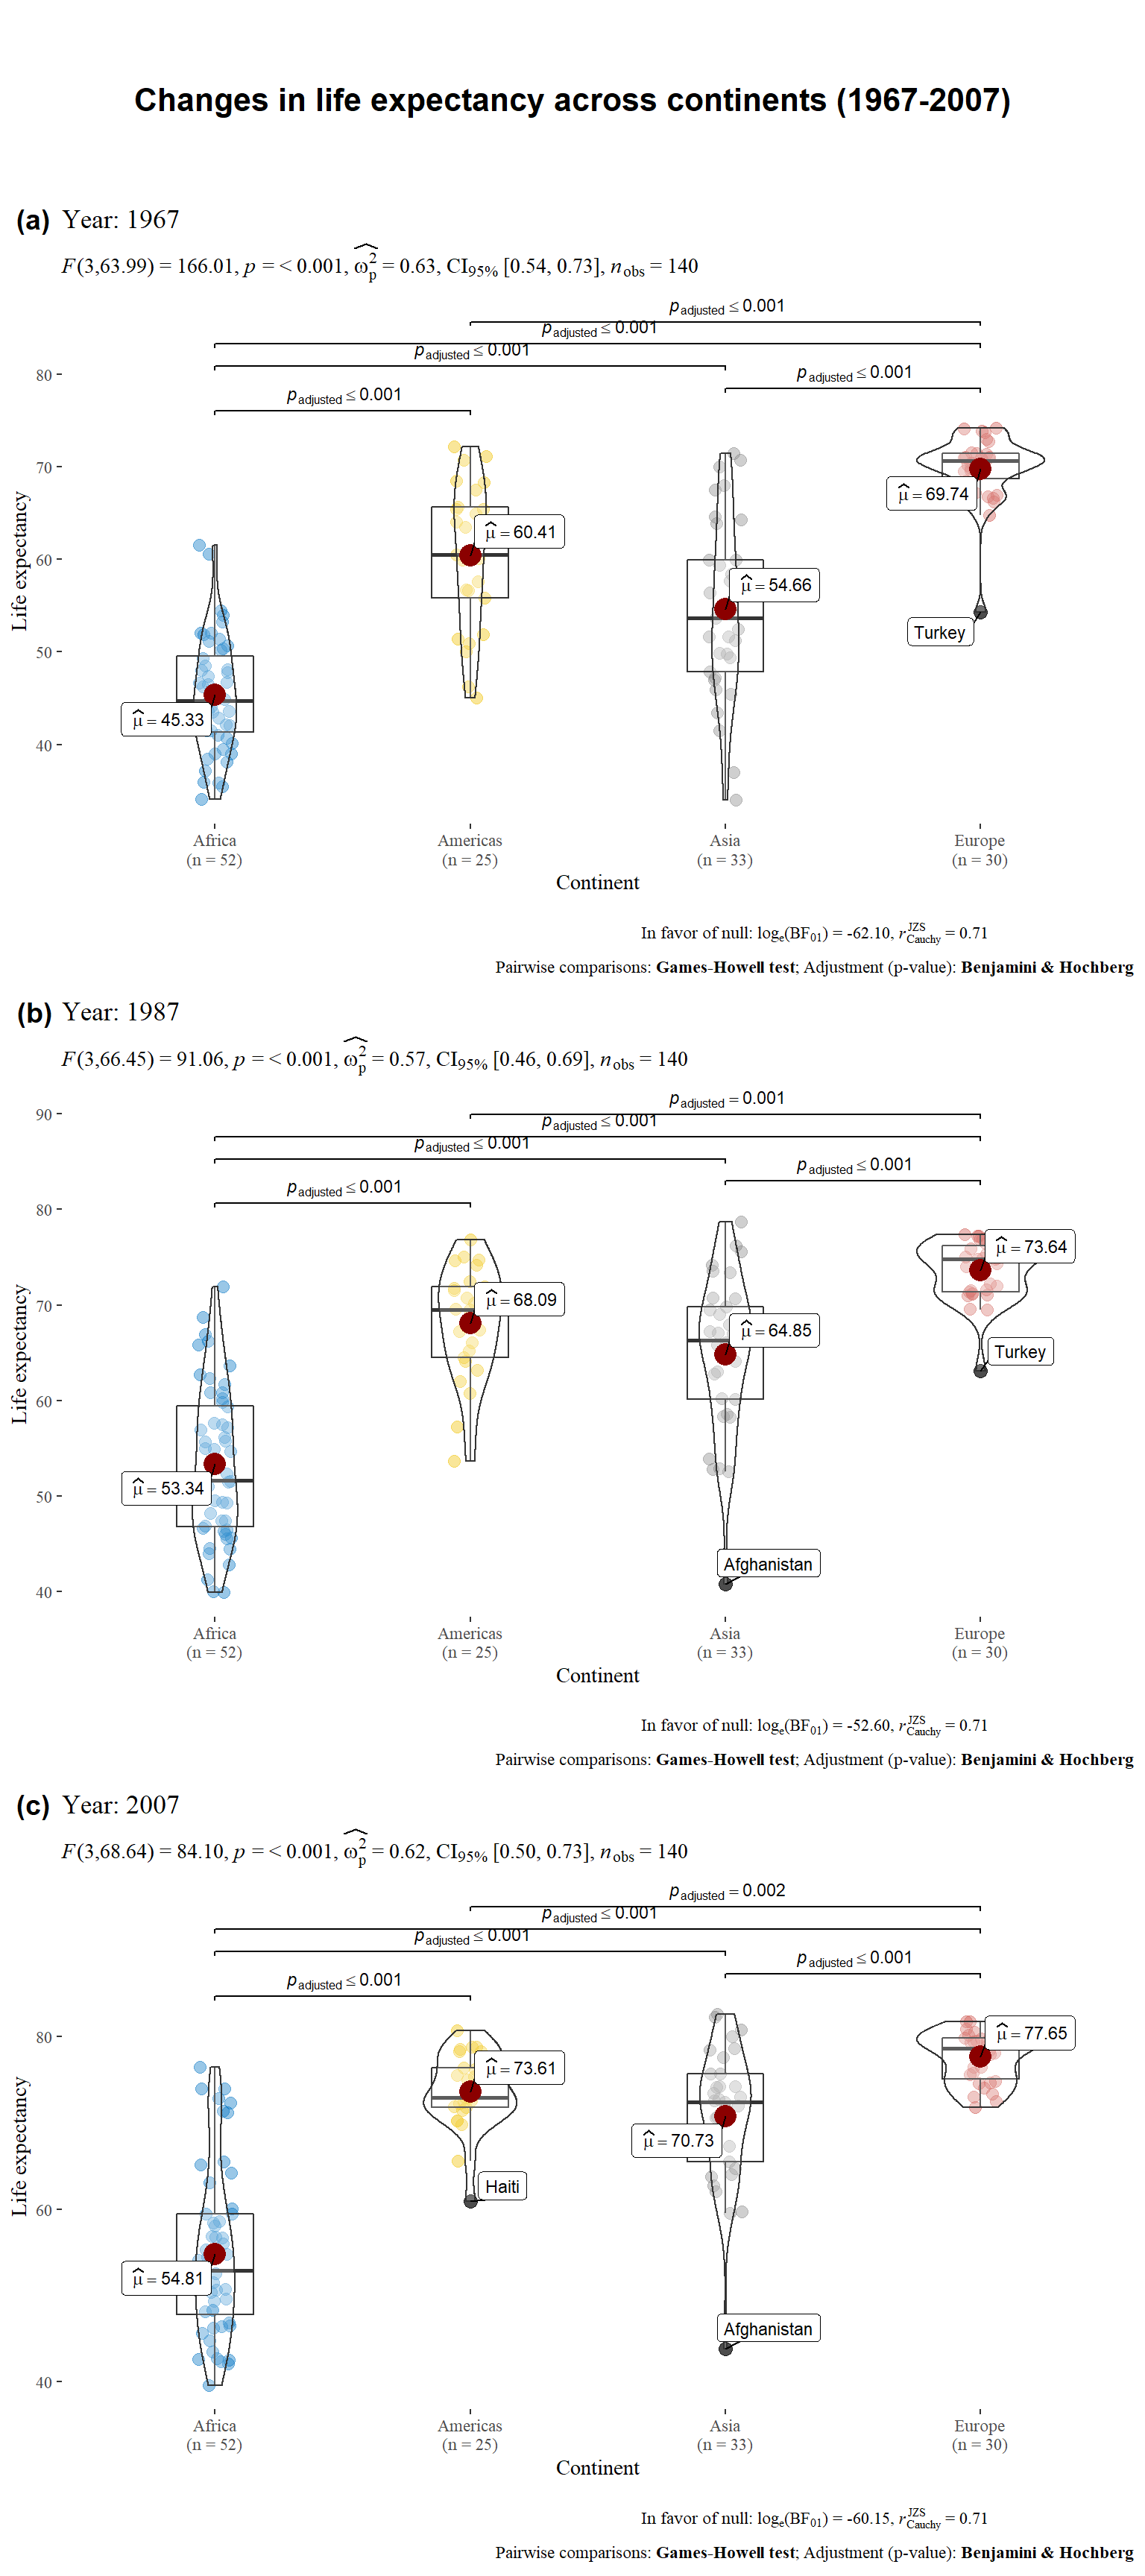 Changes in life expectancy across continents (1967-2007)
(a) Year: 1967
F(3,63.99) = 166.01, p = < 0.001, ω̂²ₚ = 0.63, CI95% [0.54, 0.73], nobs = 140
padjusted ≤ 0.001
padjusted ≤ 0.001
padjusted ≤ 0.001
padjusted ≤ 0.001
padjusted ≤ 0.001
80
70
60
50
40
Life expectancy
μ̂ = 45.33
μ̂ = 60.41
μ̂ = 54.66
μ̂ = 69.74
Turkey
Africa
(n = 52)
Americas
(n = 25)
Asia
(n = 33)
Europe
(n = 30)
Continent
In favor of null: loge(BF01) = -62.10, rJZSCauchy = 0.71
Pairwise comparisons: Games-Howell test; Adjustment (p-value): Benjamini & Hochberg
(b) Year: 1987
F(3,66.45) = 91.06, p = < 0.001, ω̂²ₚ = 0.57, CI95% [0.46, 0.69], nobs = 140
padjusted = 0.001
padjusted ≤ 0.001
padjusted ≤ 0.001
padjusted ≤ 0.001
padjusted ≤ 0.001
90
80
70
60
50
40
Life expectancy
μ̂ = 53.34
μ̂ = 68.09
μ̂ = 64.85
μ̂ = 73.64
Turkey
Afghanistan
Africa
(n = 52)
Americas
(n = 25)
Asia
(n = 33)
Europe
(n = 30)
Continent
In favor of null: loge(BF01) = -52.60, rJZSCauchy = 0.71
Pairwise comparisons: Games-Howell test; Adjustment (p-value): Benjamini & Hochberg
(c) Year: 2007
F(3,68.64) = 84.10, p = < 0.001, ω̂²ₚ = 0.62, CI95% [0.50, 0.73], nobs = 140
padjusted = 0.002
padjusted ≤ 0.001
padjusted ≤ 0.001
padjusted ≤ 0.001
padjusted ≤ 0.001
80
60
40
Life expectancy
μ̂ = 54.81
μ̂ = 73.61
μ̂ = 70.73
μ̂ = 77.65
Haiti
Afghanistan
Africa
(n = 52)
Americas
(n = 25)
Asia
(n = 33)
Europe
(n = 30)
Continent
In favor of null: loge(BF01) = -60.15, rJZSCauchy = 0.71
Pairwise comparisons: Games-Howell test; Adjustment (p-value): Benjamini & Hochberg